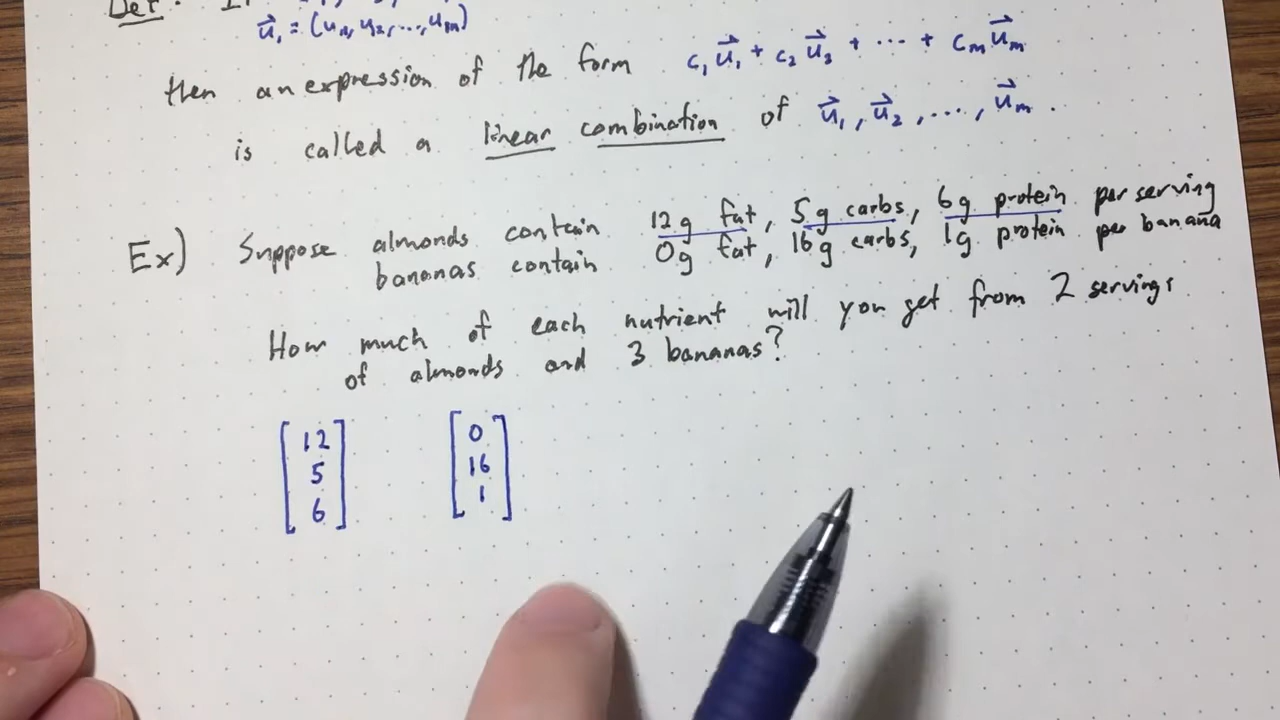 Def:
u⃗₁ = (u₁₁, u₁₂, ..., u₁ₘ)
then an expression of the form c₁u⃗₁ + c₂u⃗₂ + ⋯ + cₘu⃗ₘ
is called a linear combination of u⃗₁, u⃗₂, ..., u⃗ₘ.
Ex) Suppose almonds contain 12g fat, 5g carbs, 6g protein per serving
bananas contain 0g fat, 16g carbs, 1g protein per banana
How much of each nutrient will you get from 2 servings
of almonds and 3 bananas?
[12 [0
5 16
6] 1]